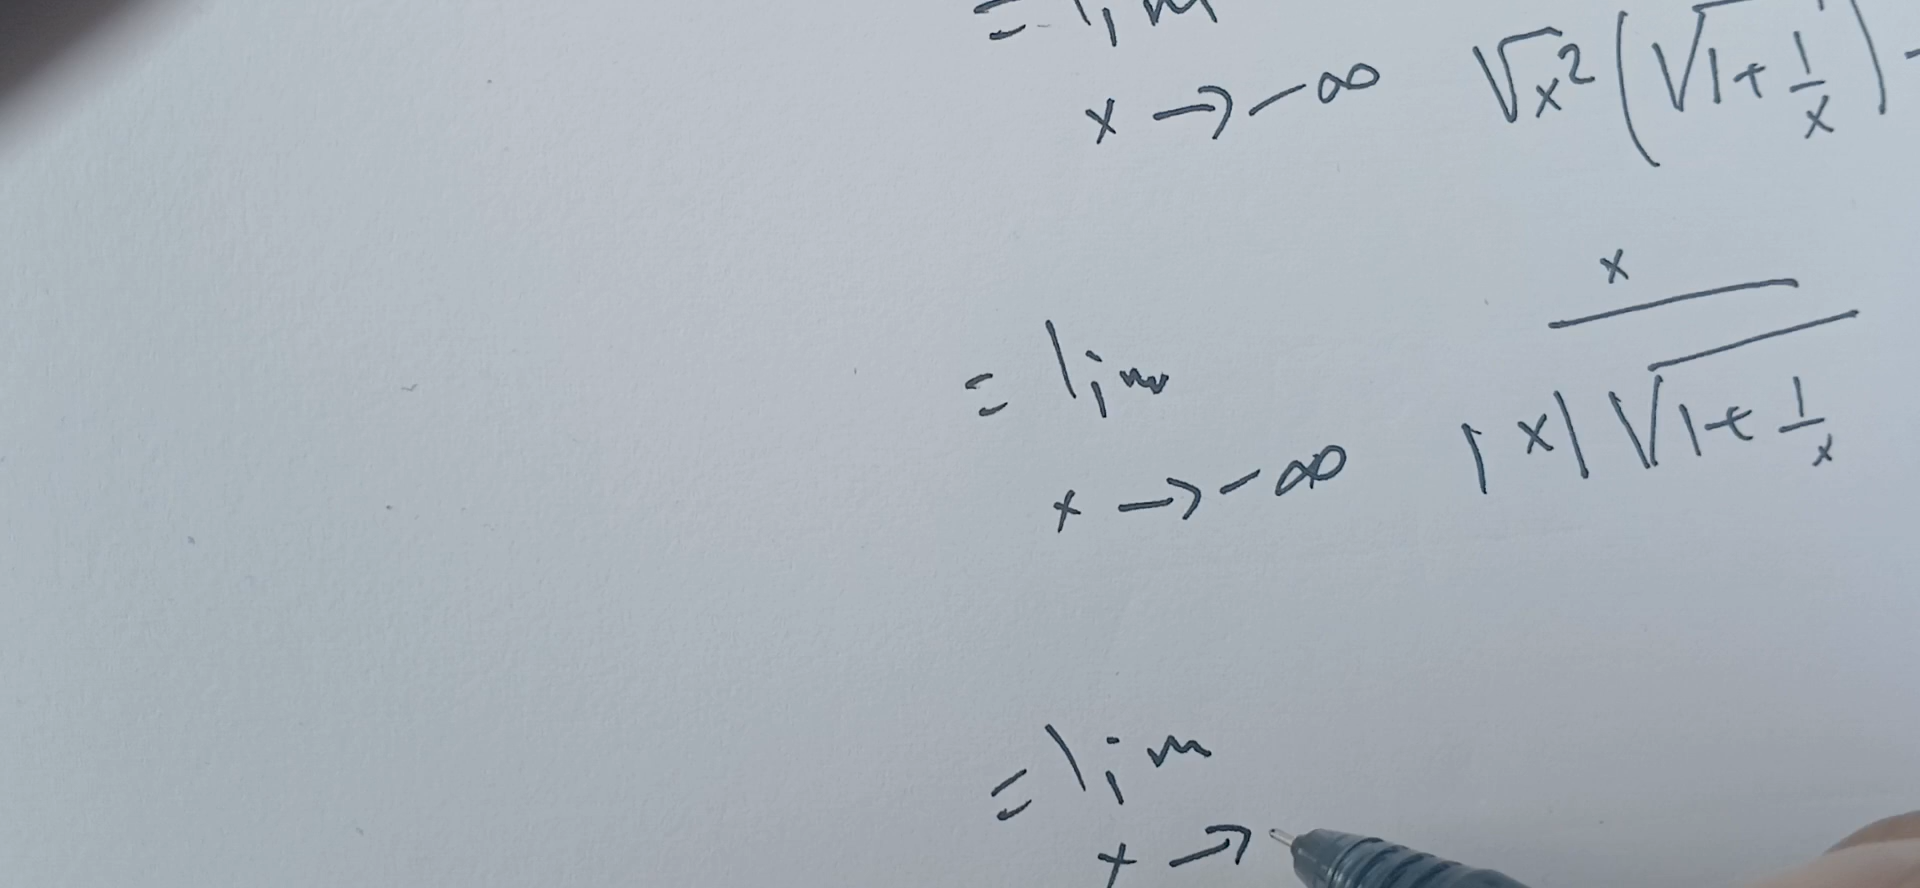 = lim
x → -∞ √x² (√1 + 1/x)
= lim x
x → -∞ |x| √1 + 1/x
= lim
x →